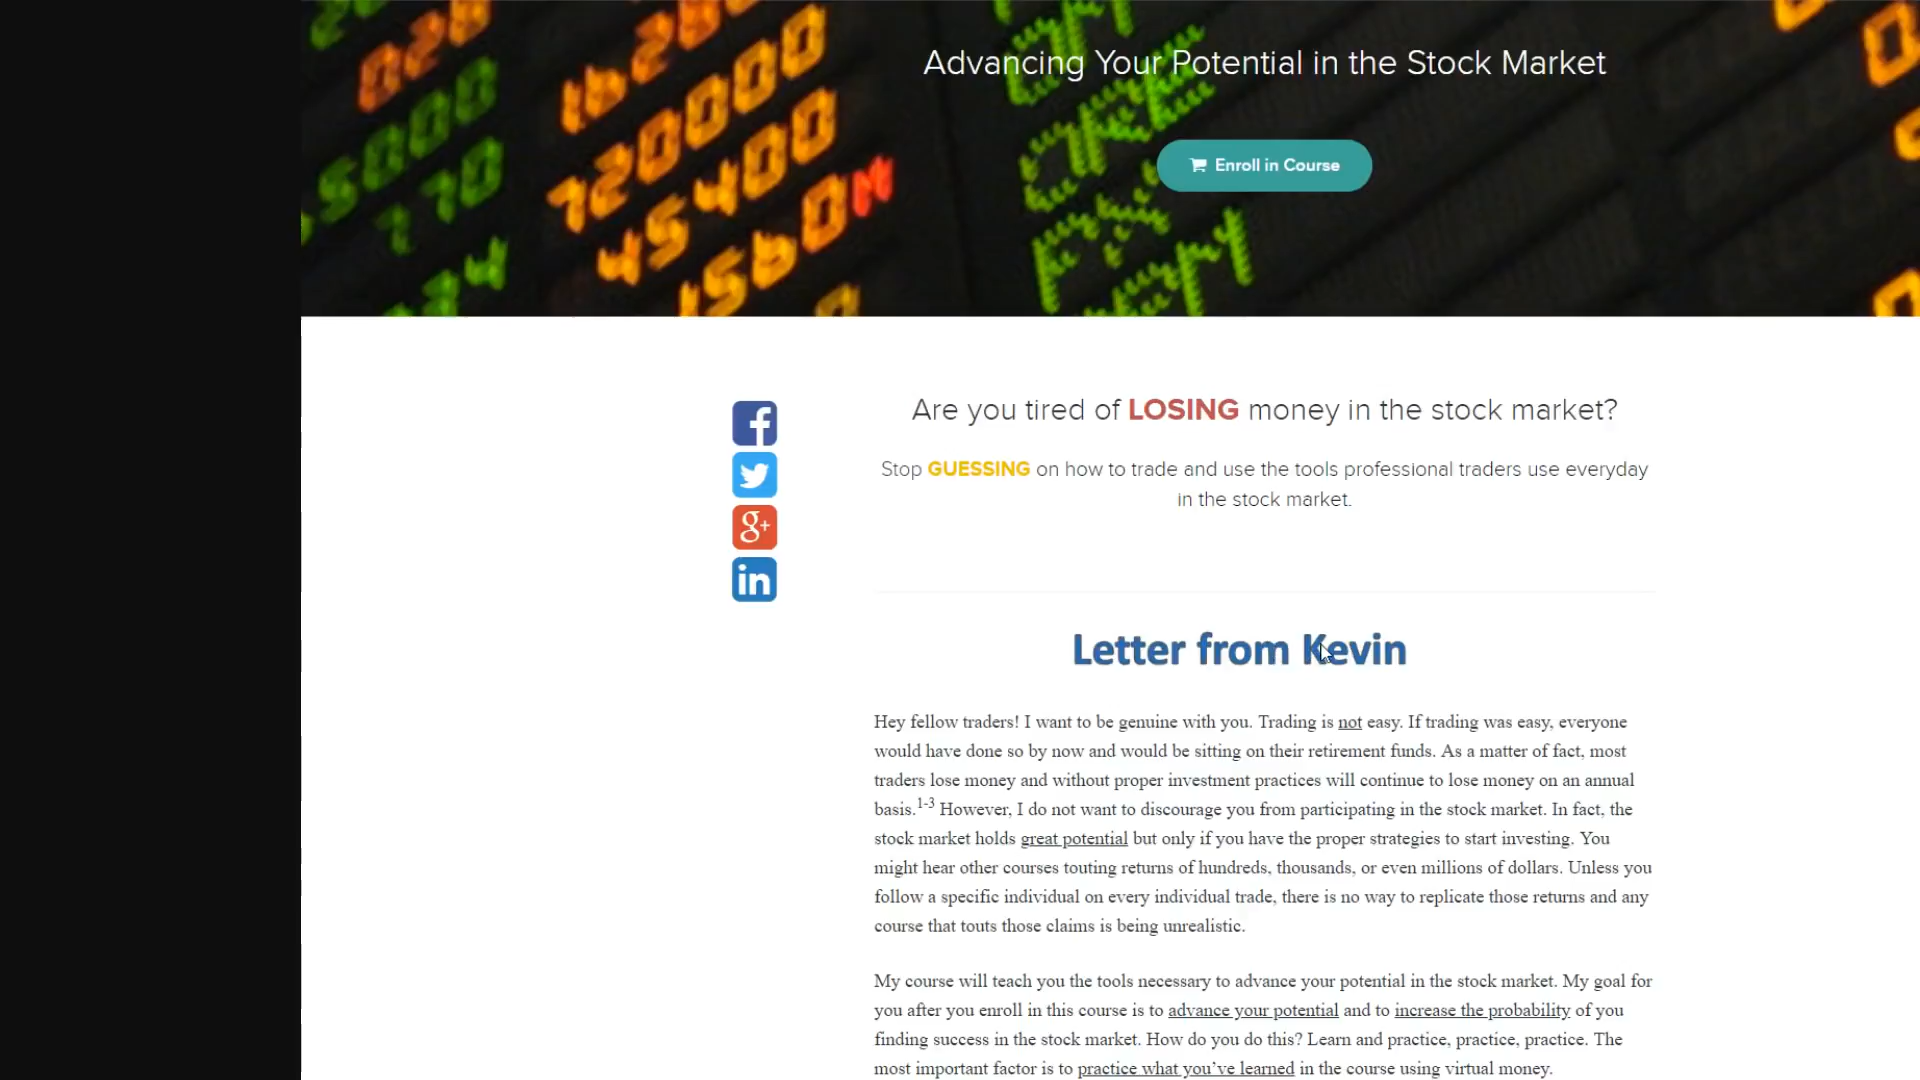 Advancing Your Potential in the Stock Market
Enroll in Course
Are you tired of LOSING money in the stock market?
Stop GUESSING on how to trade and use the tools professional traders use everyday
in the stock market.
Letter from Kevin
Hey fellow traders! I want to be genuine with you. Trading is not easy. If trading was easy, everyone
would have done so by now and would be sitting on their retirement funds. As a matter of fact, most
traders lose money and without proper investment practices will continue to lose money on an annual
basis.1-3 However, I do not want to discourage you from participating in the stock market. In fact, the
stock market holds great potential but only if you have the proper strategies to start investing. You
might hear other courses touting returns of hundreds, thousands, or even millions of dollars. Unless you
follow a specific individual on every individual trade, there is no way to replicate those returns and any
course that touts those claims is being unrealistic.
My course will teach you the tools necessary to advance your potential in the stock market. My goal for
you after you enroll in this course is to advance your potential and to increase the probability of you
finding success in the stock market. How do you do this? Learn and practice, practice, practice. The
most important factor is to practice what you've learned in the course using virtual money.